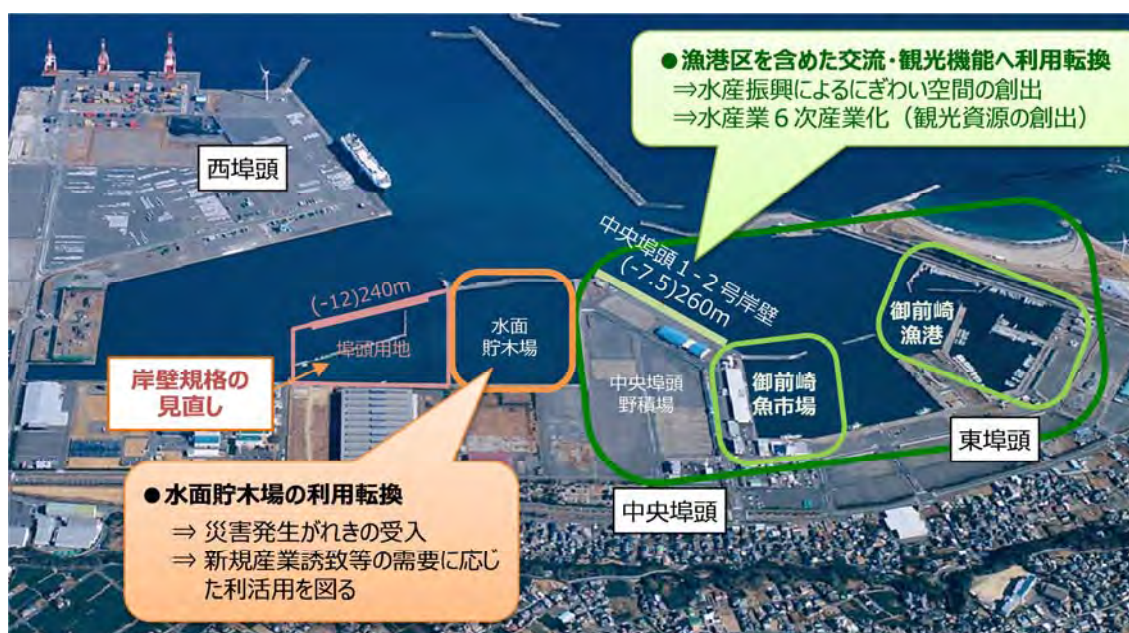 ●漁港区を含めた交流・観光機能へ利用転換
⇒水産振興によるにぎわい空間の創出
⇒水産業６次産業化（観光資源の創出）
西埠頭
中央埠頭１-２号岸壁
(-7.5)260m
(-12)240m
埠頭用地
水面
貯木場
御前崎
漁港
岸壁規格の
見直し
中央埠頭
野積場
御前崎
魚市場
東埠頭
中央埠頭
●水面貯木場の利用転換
⇒ 災害発生がれきの受入
⇒ 新規産業誘致等の需要に応じ
た利活用を図る